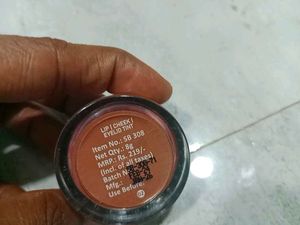 LIP | CHEEK |
EYELID TINT
Item No.: SB 308
Net Qty.: 8g
MRP.: Rs. 219/-
(Incl. of all taxes)
Batch No
Mfg.:
Use Before:
03